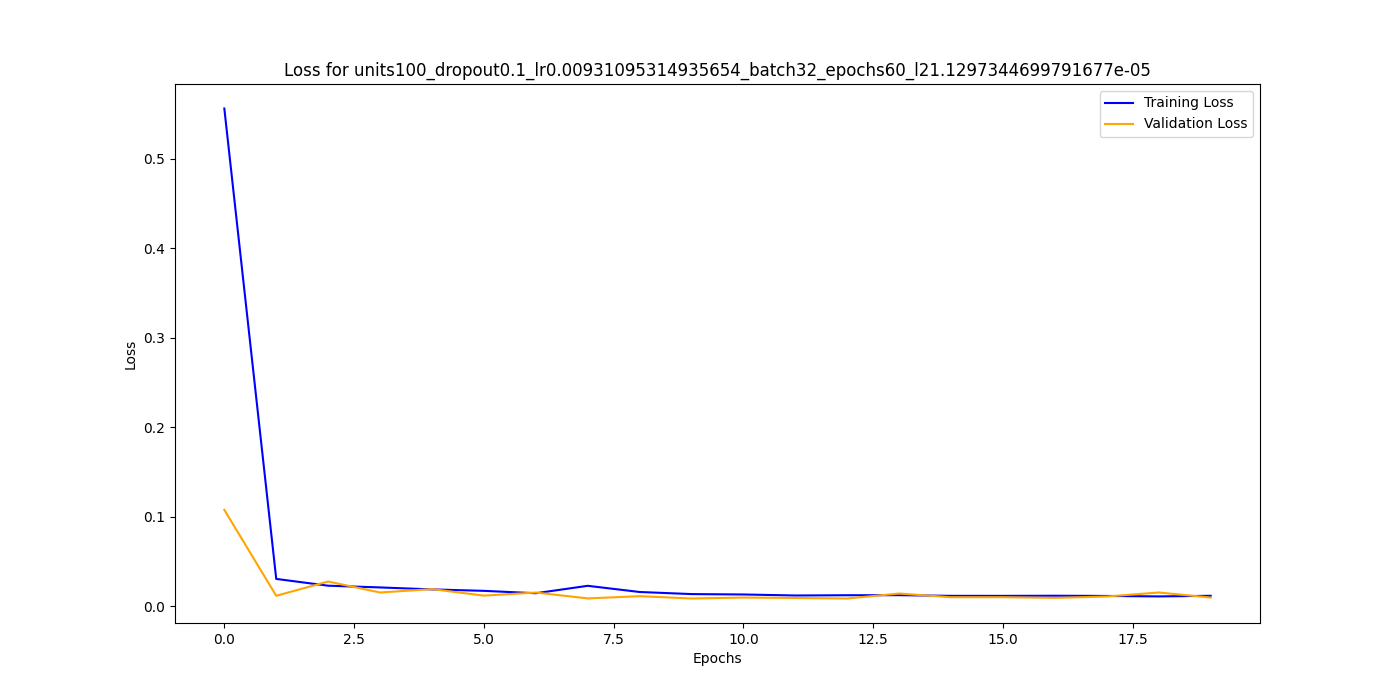 Loss for units100_dropout0.1_lr0.00931095314935654_batch32_epochs60_l21.1297344699791677e-05
Training Loss
Validation Loss
0.5
0.4
0.3
0.2
0.1
0.0
Loss
0.0 2.5 5.0 7.5 10.0 12.5 15.0 17.5
Epochs